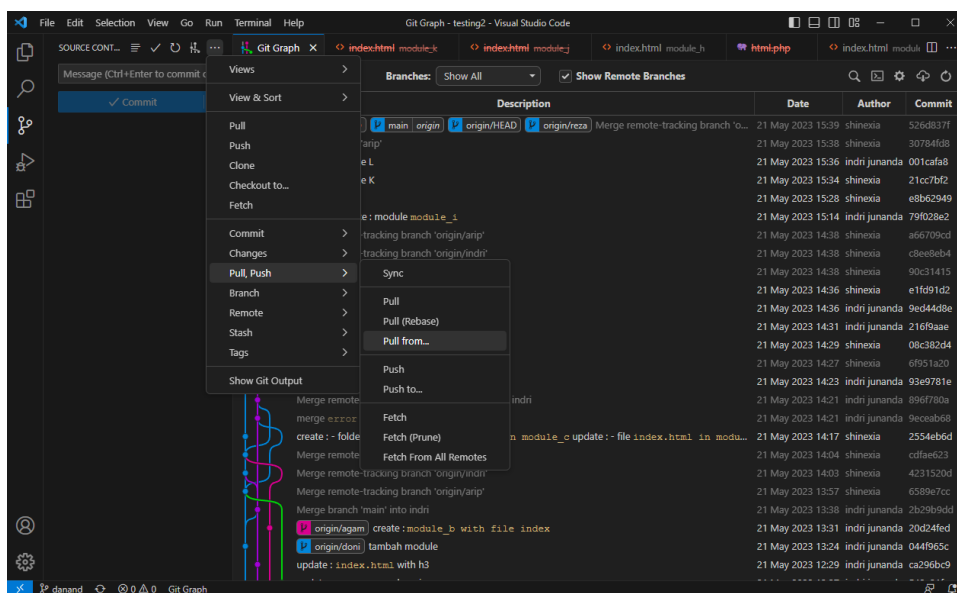 File Edit Selection View Go Run Terminal Help Git Graph - testing2 - Visual Studio Code
SOURCE CONT... Git Graph index.html module_k index.html module_j index.html module_h html.php index.html modul
Message (Ctrl+Enter to commit
Commit
Views
View & Sort
Pull
Push
Clone
Checkout to...
Fetch
Commit
Changes
Pull, Push
Branch
Remote
Stash
Tags
Show Git Output
Sync
Pull
Pull (Rebase)
Pull from...
Push
Push to...
Fetch
Fetch (Prune)
Fetch From All Remotes
Branches: Show All Show Remote Branches
Description Date Author Commit
main origin origin/HEAD origin/reza Merge remote-tracking branch 'o... 21 May 2023 15:39 shinexia 526d837f
'arip' 21 May 2023 15:38 shinexia 30784fd8
e L 21 May 2023 15:36 indri junanda 001cafa8
e K 21 May 2023 15:34 shinexia 21cc7bf2
21 May 2023 15:28 shinexia e8b62949
e : module module_i 21 May 2023 15:14 indri junanda 79f028e2
-tracking branch 'origin/arip' 21 May 2023 14:38 shinexia a66709cd
-tracking branch 'origin/indri' 21 May 2023 14:38 shinexia c8ee8eb4
21 May 2023 14:38 shinexia 90c31415
21 May 2023 14:36 shinexia e1fd91d2
21 May 2023 14:36 indri junanda 9ed44d8e
21 May 2023 14:31 indri junanda 216f9aae
21 May 2023 14:29 shinexia 08c382d4
21 May 2023 14:27 shinexia 6f951a20
21 May 2023 14:23 indri junanda 93e9781e
Merge remote indri 21 May 2023 14:21 indri junanda 896f780a
merge error 21 May 2023 14:21 indri junanda 9eceab68
create : - folde n module_c update : - file index.html in modu... 21 May 2023 14:17 shinexia 2554eb6d
Merge remote 21 May 2023 14:04 shinexia cdfae623
Merge remote-tracking branch 'origin/indri' 21 May 2023 14:03 shinexia 4231520d
Merge remote-tracking branch 'origin/arip' 21 May 2023 13:57 shinexia 6589e7cc
Merge branch 'main' into indri 21 May 2023 13:38 indri junanda 2b29b9dd
origin/agam create : module_b with file index 21 May 2023 13:31 indri junanda 20d24fed
origin/doni tambah module 21 May 2023 13:24 indri junanda 044f965c
update : index.html with h3 21 May 2023 12:29 indri junanda ca296bc9
danand 0 0 Git Graph